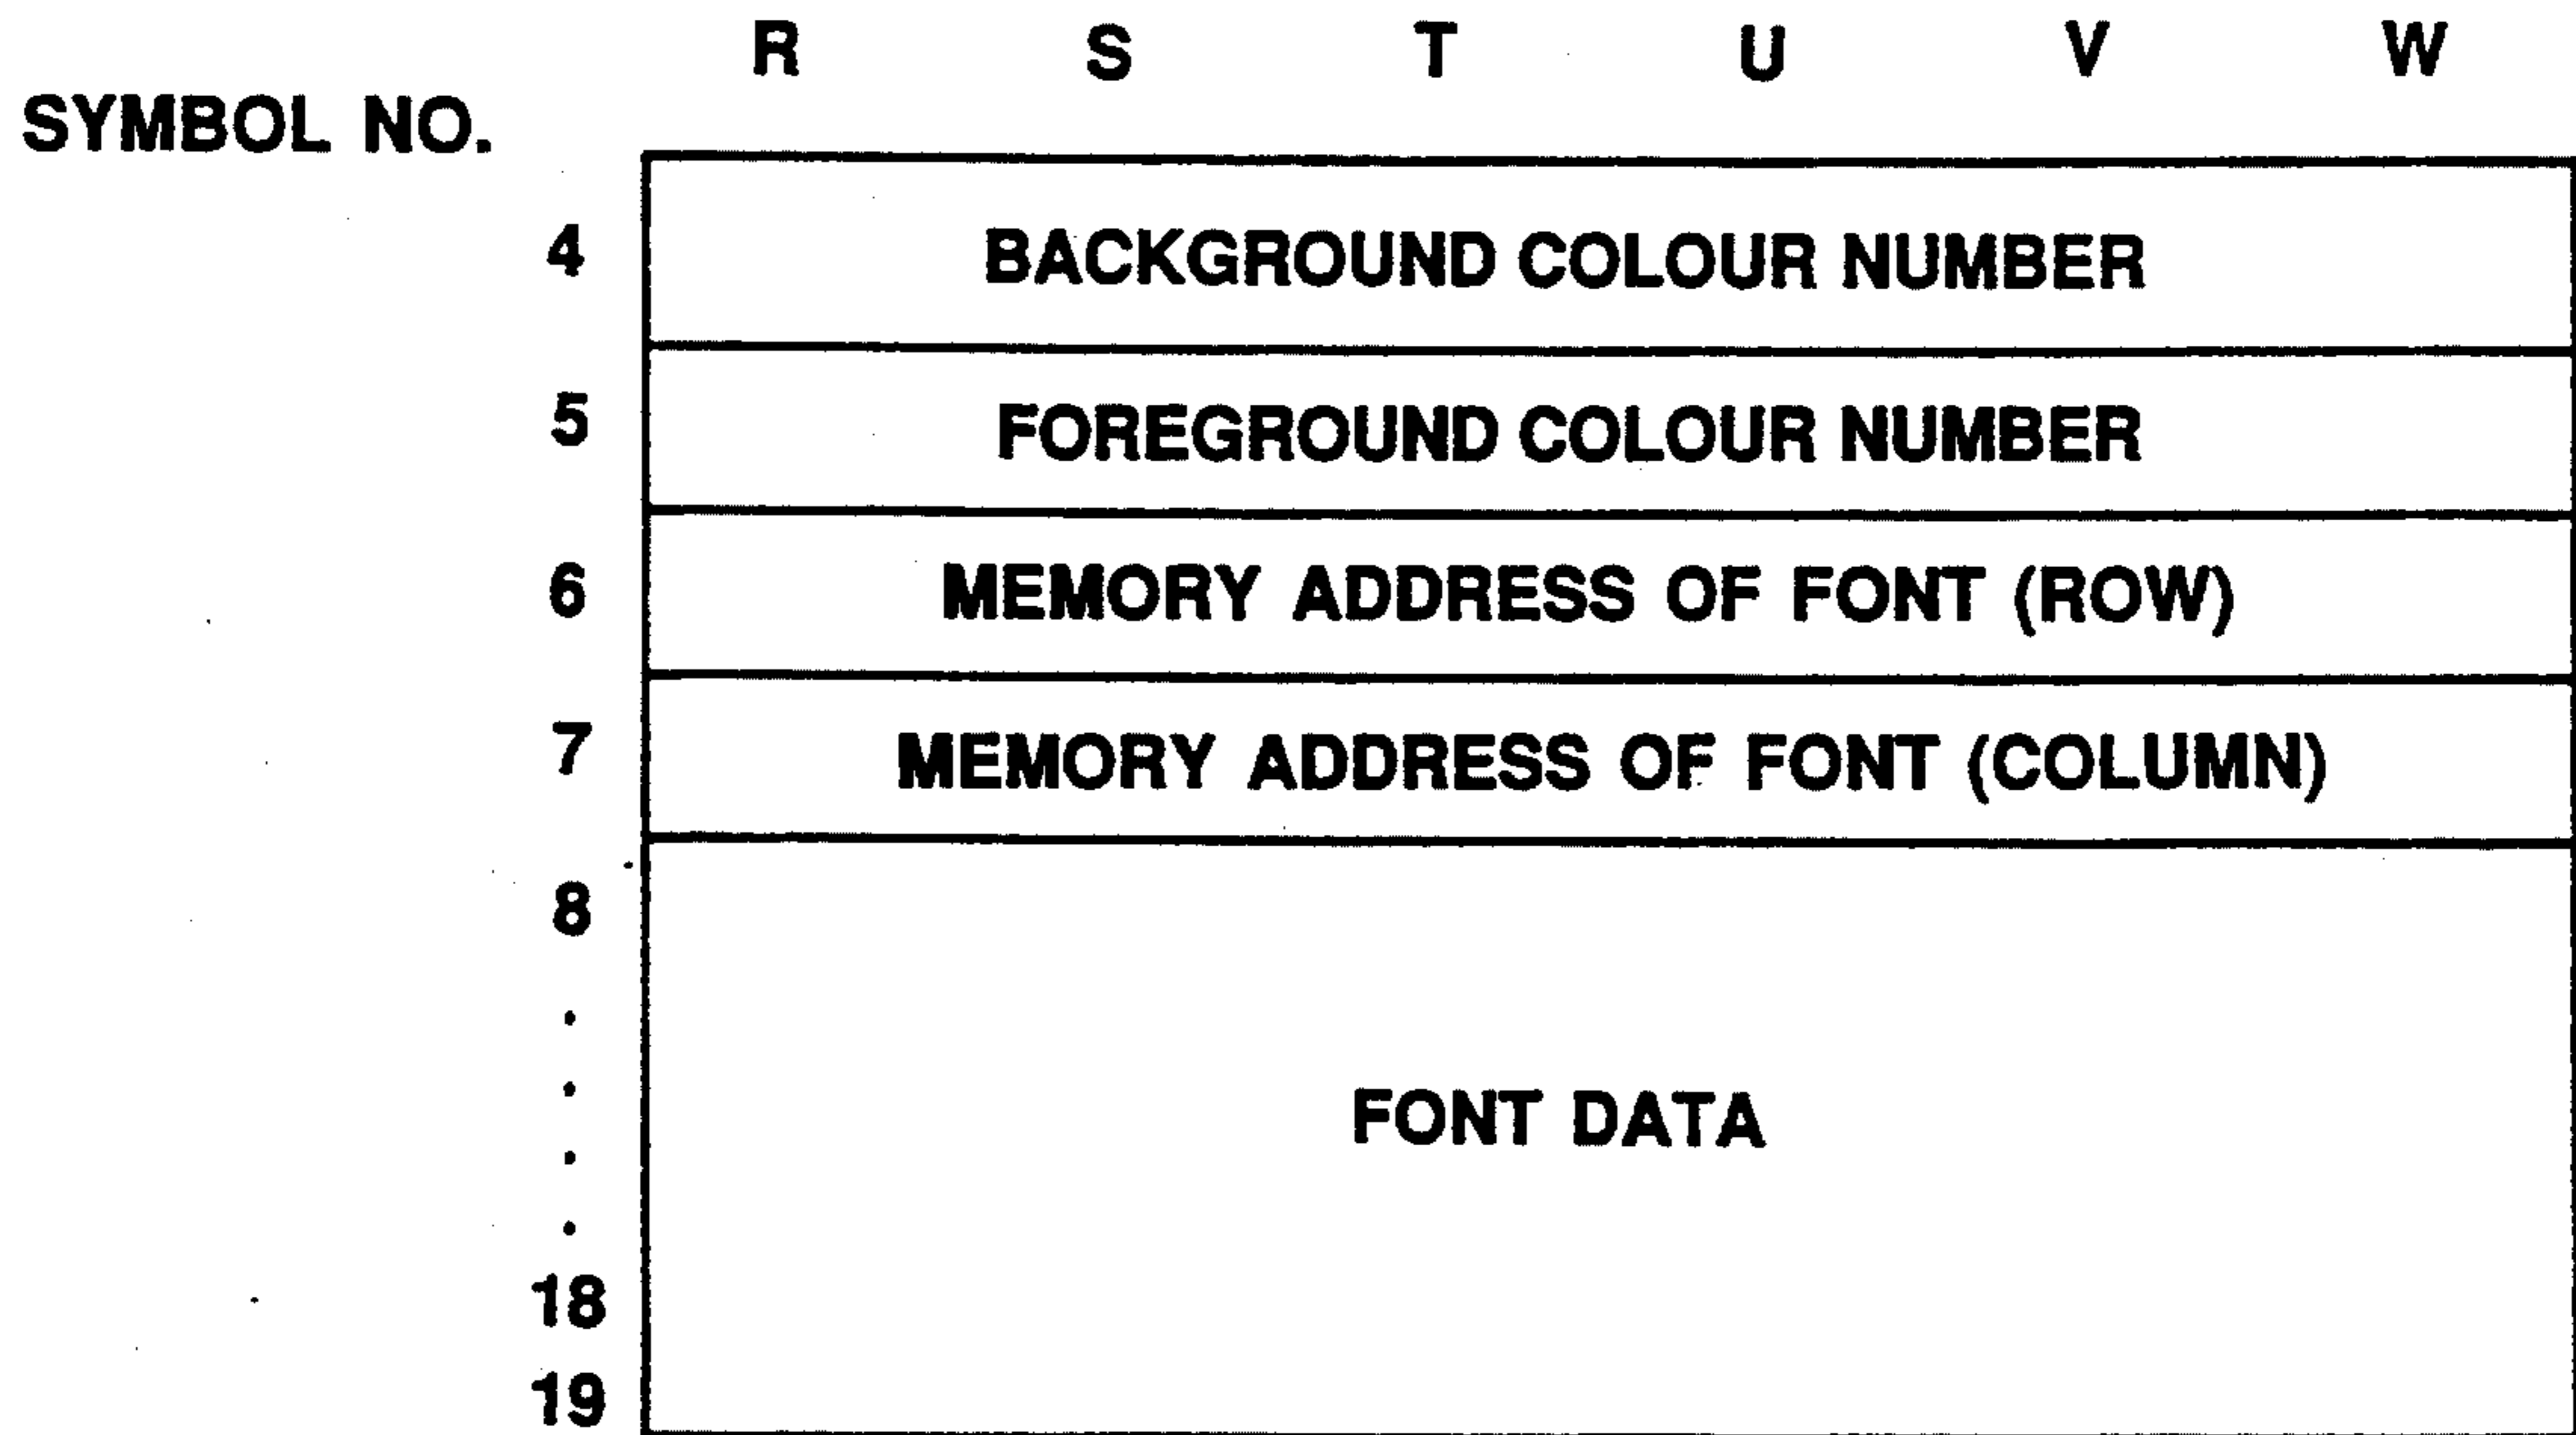 R S T U V W
SYMBOL NO.
4 BACKGROUND COLOUR NUMBER
5 FOREGROUND COLOUR NUMBER
6 MEMORY ADDRESS OF FONT (ROW)
7 MEMORY ADDRESS OF FONT (COLUMN)
8
.
.
FONT DATA
.
.
18
19